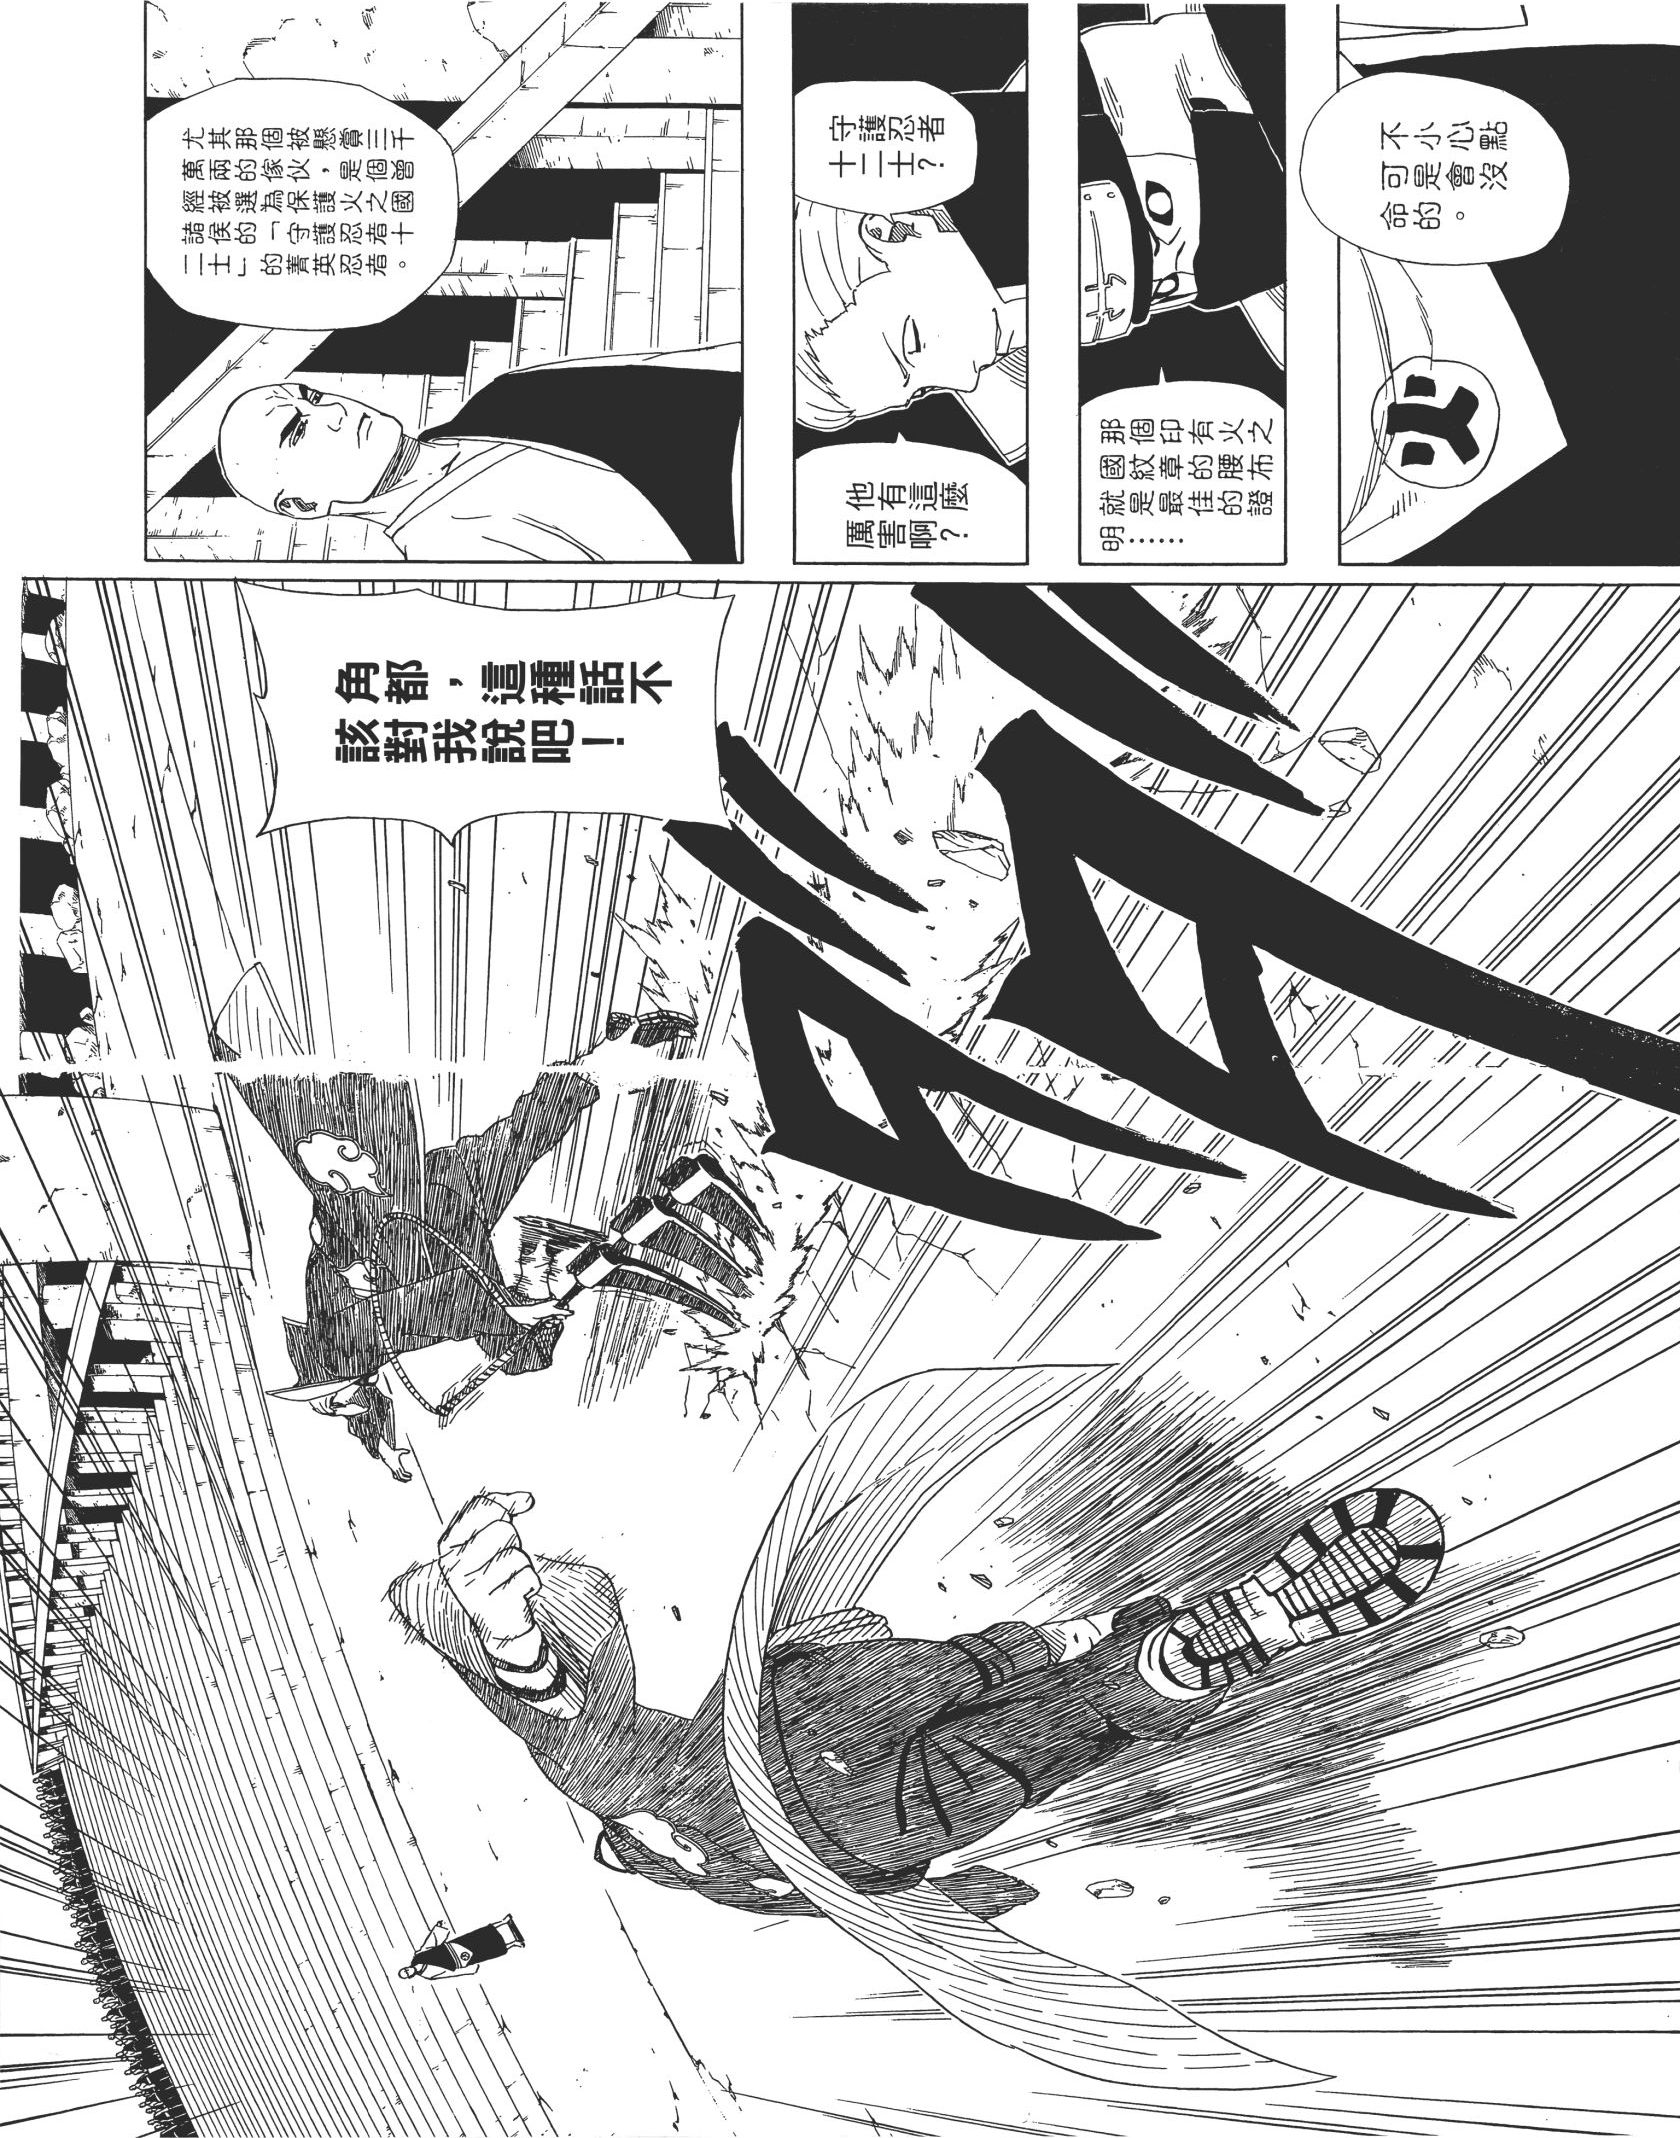 尤其那個被懸賞三千
萬兩的傢伙，是個曾
經被選為保護火之國
諸侯的「守護忍者十
二士」的菁英忍者。
守護忍者
十二士？
他有這麼
厲害啊？
那個印有火之
國紋章的腰布
就是最佳的證
明……
不小心點
可是會沒
命的。
角都，這種話不
該對我說吧！